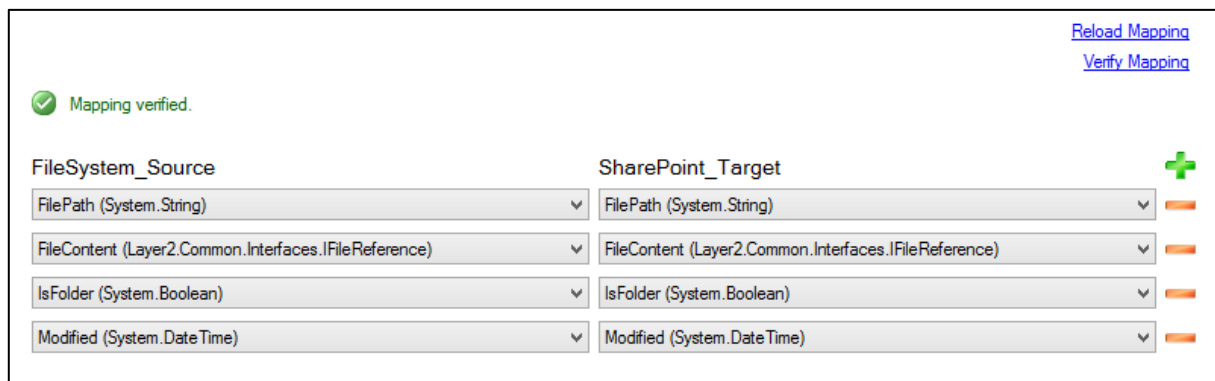 Reload Mapping
Verify Mapping
Mapping verified.
FileSystem_Source SharePoint_Target
FilePath (System.String) FilePath (System.String)
FileContent (Layer2.Common.Interfaces.IFileReference) FileContent (Layer2.Common.Interfaces.IFileReference)
IsFolder (System.Boolean) IsFolder (System.Boolean)
Modified (System.DateTime) Modified (System.DateTime)